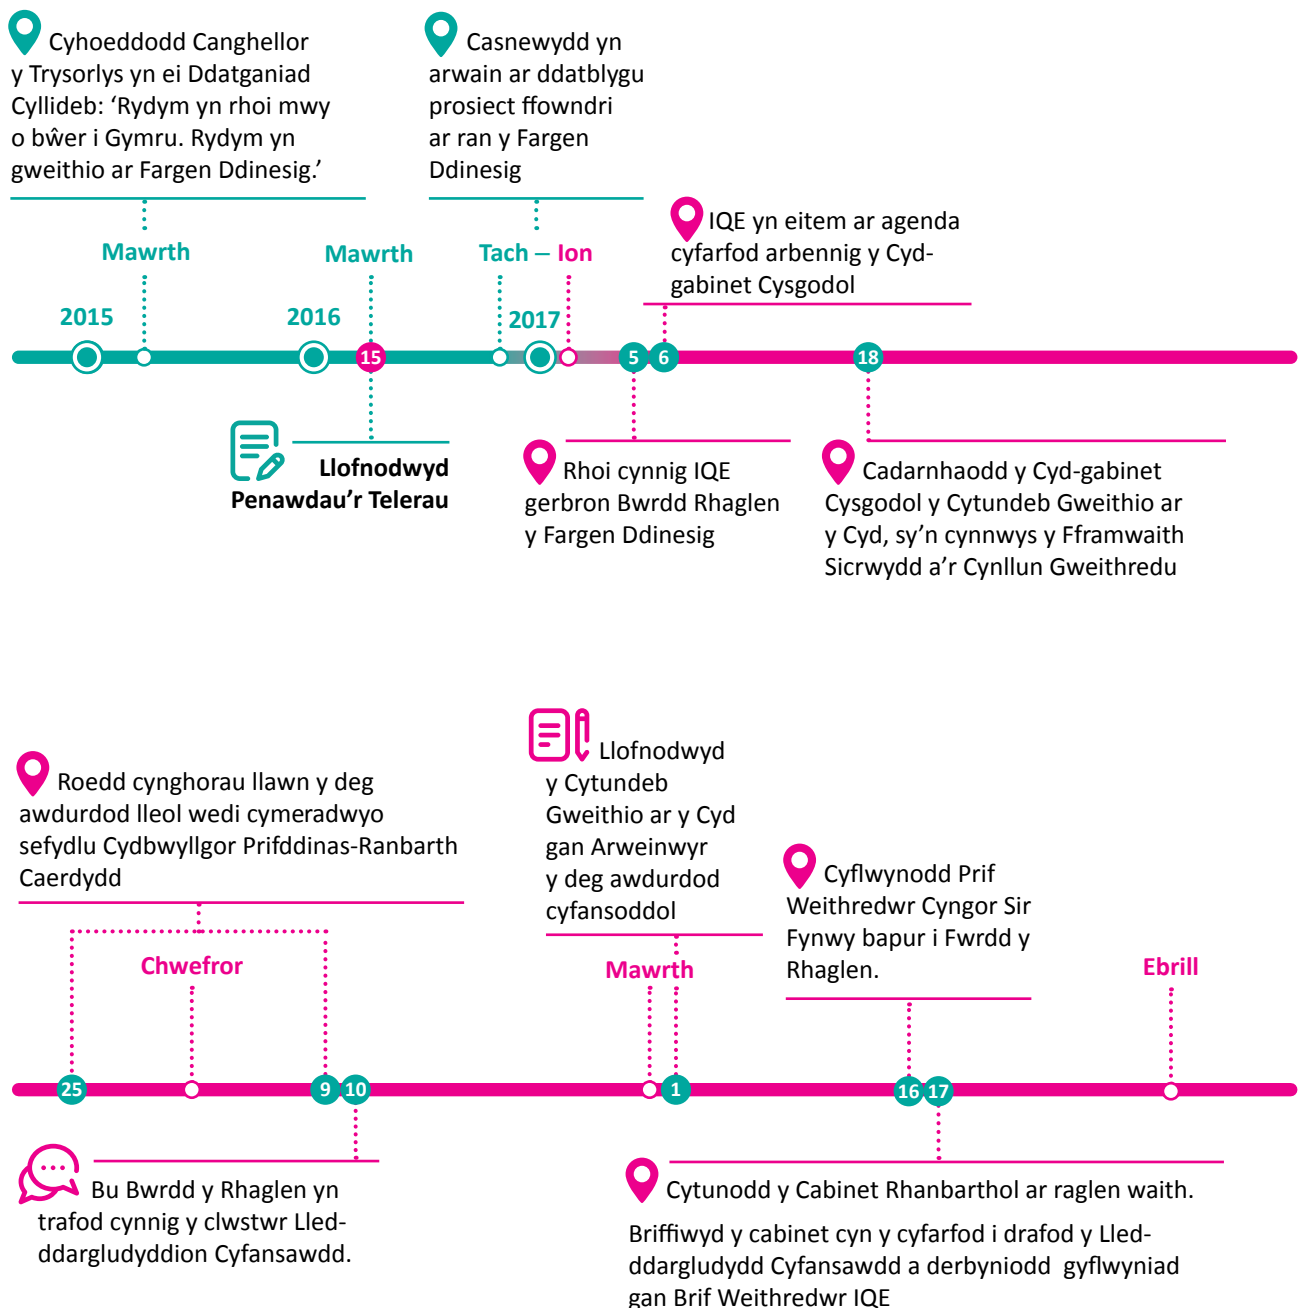 Cyhoeddodd Canghellor
y Trysorlys yn ei Ddatganiad
Cyllideb: ‘Rydym yn rhoi mwy
o bŵer i Gymru. Rydym yn
gweithio ar Fargen Ddinesig.’
Casnewydd yn
arwain ar ddatblygu
prosiect ffowndri
ar ran y Fargen
Ddinesig
IQE yn eitem ar agenda
cyfarfod arbennig y Cyd-
gabinet Cysgodol
Mawrth
Mawrth
Tach – Ion
2015
2016
2017
15
5
6
18
Llofnodwyd
Penawdau’r Telerau
Rhoi cynnig IQE
gerbron Bwrdd Rhaglen
y Fargen Ddinesig
Cadarnhaodd y Cyd-gabinet
Cysgodol y Cytundeb Gweithio ar
y Cyd, sy’n cynnwys y Fframwaith
Sicrwydd a’r Cynllun Gweithredu
Roedd cynghorau llawn y deg
awdurdod lleol wedi cymeradwyo
sefydlu Cydbwyllgor Prifddinas-Ranbarth
Caerdydd
Llofnodwyd
y Cytundeb
Gweithio ar y Cyd
gan Arweinwyr
y deg awdurdod
cyfansoddol
Cyflwynodd Prif
Weithredwr Cyngor Sir
Fynwy bapur i Fwrdd y
Rhaglen.
Chwefror
Mawrth
Ebrill
25
9
10
1
16
17
Bu Bwrdd y Rhaglen yn
trafod cynnig y clwstwr Lled-
ddargludyddion Cyfansawdd.
Cytunodd y Cabinet Rhanbarthol ar raglen waith.
Briffiwyd y cabinet cyn y cyfarfod i drafod y Lled-
ddargludydd Cyfansawdd a derbyniodd gyflwyniad
gan Brif Weithredwr IQE